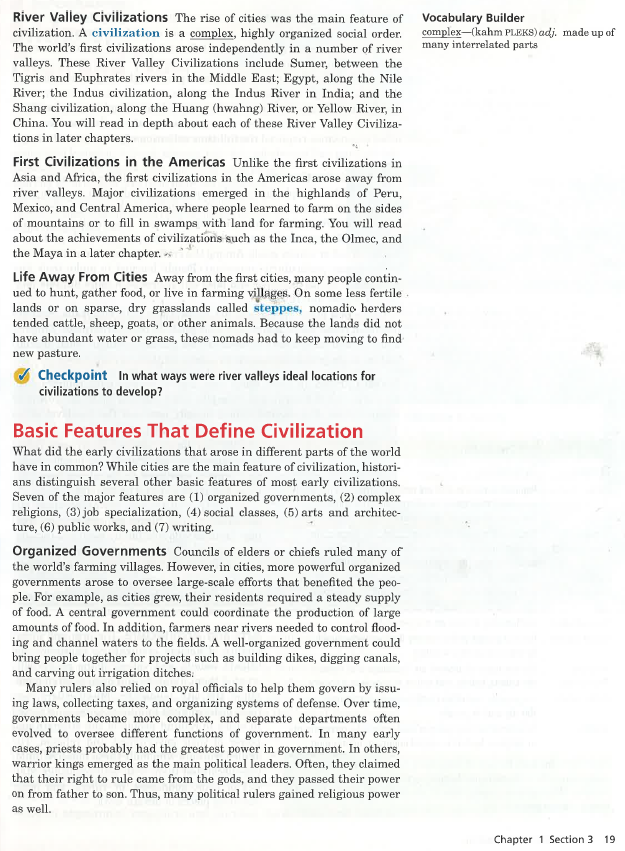 River Valley Civilizations The rise of cities was the main feature of
civilization. A civilization is a complex, highly organized social order.
The world's first civilizations arose independently in a number of river
valleys. These River Valley Civilizations include Sumer, between the
Tigris and Euphrates rivers in the Middle East; Egypt, along the Nile
River; the Indus civilization, along the Indus River in India; and the
Shang civilization, along the Huang (hwahng) River, or Yellow River, in
China. You will read in depth about each of these River Valley Civiliza-
tions in later chapters.
First Civilizations in the Americas Unlike the first civilizations in
Asia and Africa, the first civilizations in the Americas arose away from
river valleys. Major civilizations emerged in the highlands of Peru,
Mexico, and Central America, where people learned to farm on the sides
of mountains or to fill in swamps with land for farming. You will read
about the achievements of civilizations such as the Inca, the Olmec, and
the Maya in a later chapter.
Life Away From Cities Away from the first cities, many people contin-
ued to hunt, gather food, or live in farming villages. On some less fertile
lands or on sparse, dry grasslands called steppes, nomadic herders
tended cattle, sheep, goats, or other animals. Because the lands did not
have abundant water or grass, these nomads had to keep moving to find
new pasture.
Checkpoint In what ways were river valleys ideal locations for
civilizations to develop?
Basic Features That Define Civilization
What did the early civilizations that arose in different parts of the world
have in common? While cities are the main feature of civilization, histori-
ans distinguish several other basic features of most early civilizations.
Seven of the major features are (1) organized governments, (2) complex
religions, (3) job specialization, (4) social classes, (5) arts and architec-
ture, (6) public works, and (7) writing.
Organized Governments Councils of elders or chiefs ruled many of
the world's farming villages. However, in cities, more powerful organized
governments arose to oversee large-scale efforts that benefited the peo-
ple. For example, as cities grew, their residents required a steady supply
of food. A central government could coordinate the production of large
amounts of food. In addition, farmers near rivers needed to control flood-
ing and channel waters to the fields. A well-organized government could
bring people together for projects such as building dikes, digging canals,
and carving out irrigation ditches.
Many rulers also relied on royal officials to help them govern by issu-
ing laws, collecting taxes, and organizing systems of defense. Over time,
governments became more complex, and separate departments often
evolved to oversee different functions of government. In many early
cases, priests probably had the greatest power in government. In others,
warrior kings emerged as the main political leaders. Often, they claimed
that their right to rule came from the gods, and they passed their power
on from father to son. Thus, many political rulers gained religious power
as well.
Vocabulary Builder
complex—(kahm PLEKS) adj. made up of
many interrelated parts
Chapter 1 Section 3 19